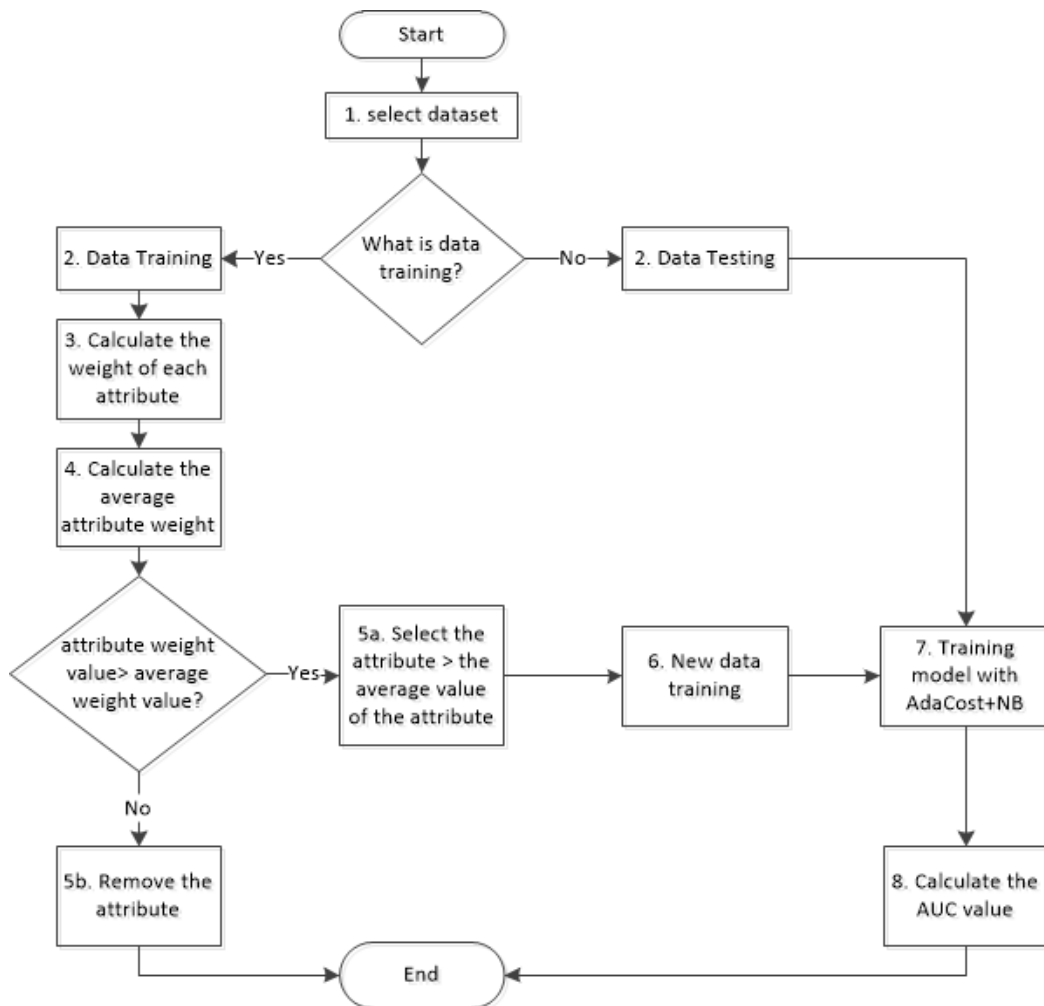 Start
1. select dataset
What is data
training?
Yes
No
2. Data Training
2. Data Testing
3. Calculate the
weight of each
attribute
4. Calculate the
average
attribute weight
attribute weight
value> average
weight value?
Yes
5a. Select the
attribute > the
average value
of the attribute
6. New data
training
7. Training
model with
AdaCost+NB
No
5b. Remove the
attribute
8. Calculate the
AUC value
End